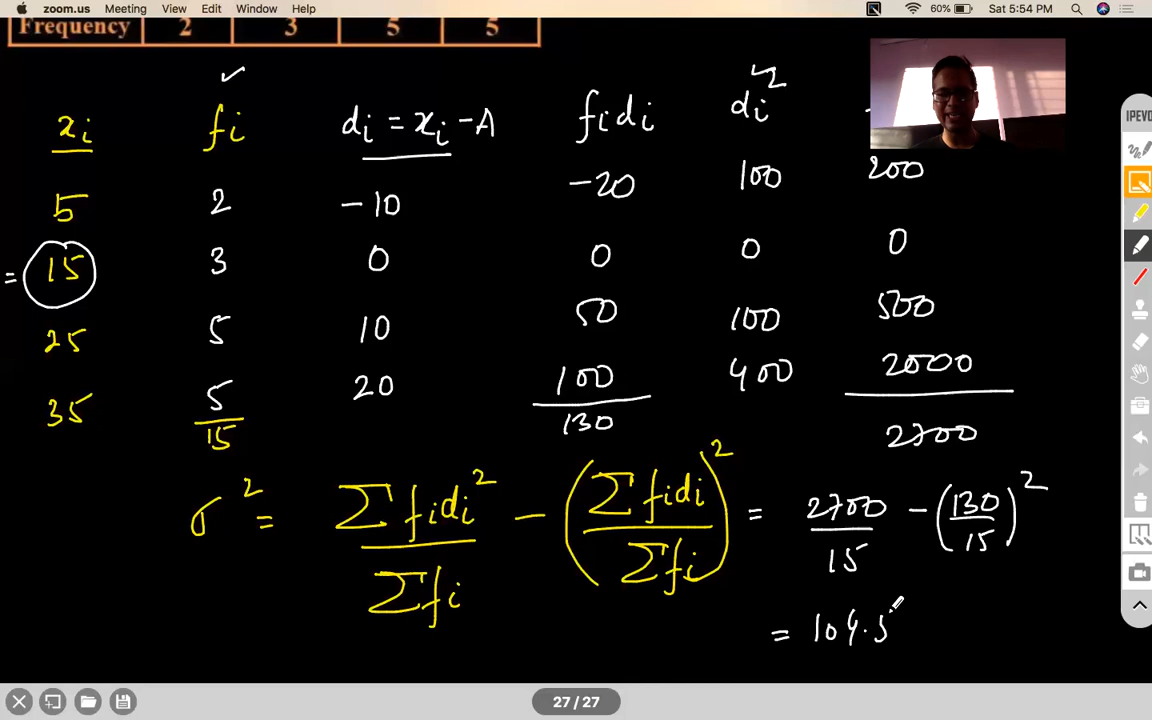 zoom.us Meeting View Edit Window Help 60% Sat 5:54 PM
Frequency 2 3 5 5
IPEVO
xi fi di = xi - A fidi di²
5 2 -10 -20 100 200
= 15 3 0 0 0 0
25 5 10 50 100 500
35 5 20 100 400 2000
15 130 2700
σ² = Σfidi²/Σfi - (Σfidi/Σfi)² = 2700/15 - (130/15)²
= 104.5
27 / 27